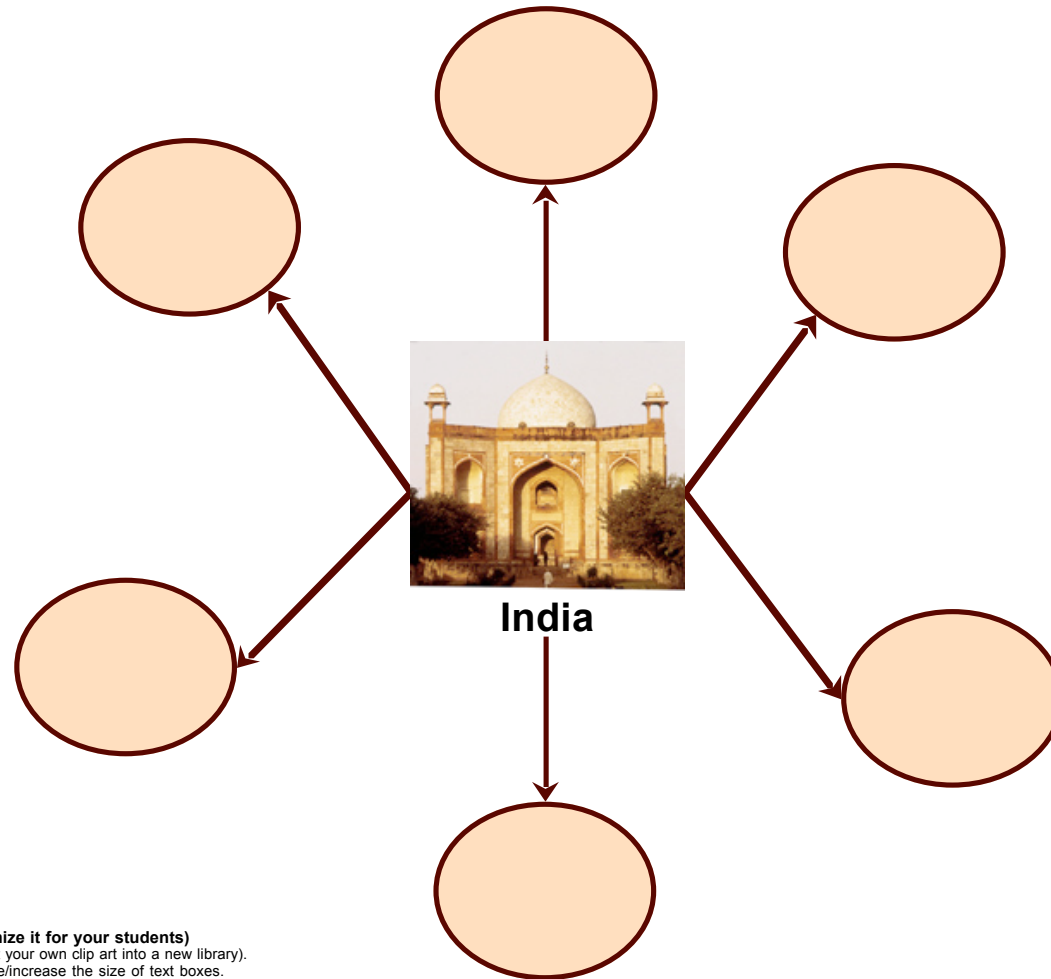 India
nize it for your students)
your own clip art into a new library).
e/increase the size of text boxes.